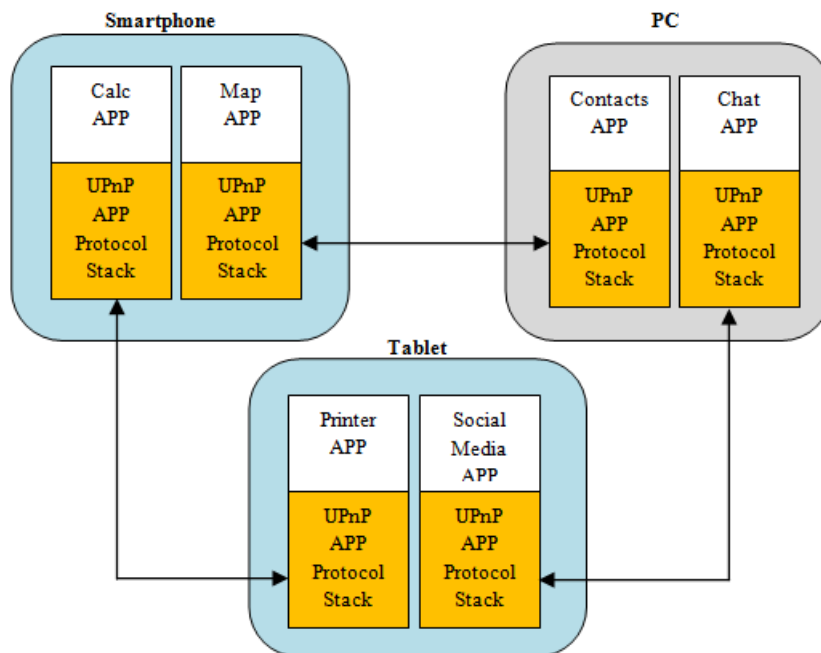 Smartphone
Calc
APP
UPnP
APP
Protocol
Stack
Map
APP
UPnP
APP
Protocol
Stack
PC
Contacts
APP
UPnP
APP
Protocol
Stack
Chat
APP
UPnP
APP
Protocol
Stack
Tablet
Printer
APP
UPnP
APP
Protocol
Stack
Social
Media
APP
UPnP
APP
Protocol
Stack